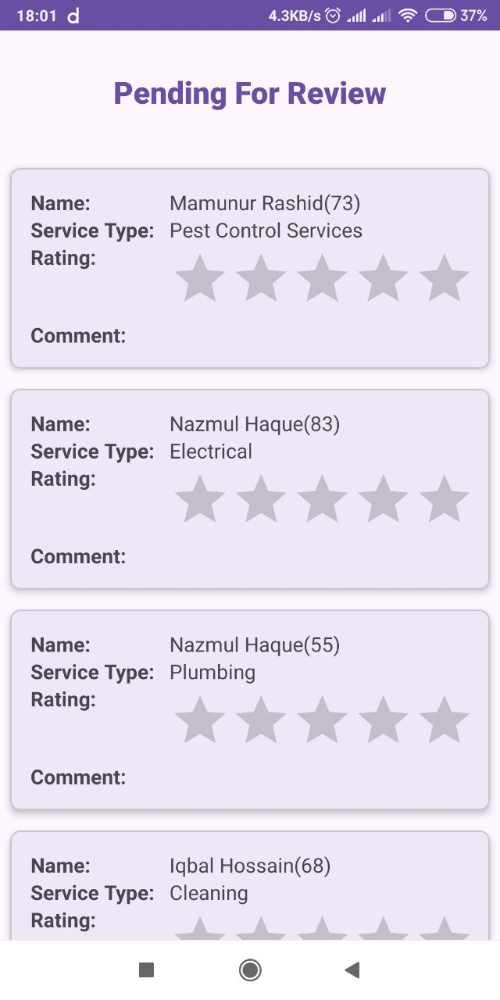 18:01 d 4.3KB/s 37%
Pending For Review
Name: Mamunur Rashid(73)
Service Type: Pest Control Services
Rating:
Comment:
Name: Nazmul Haque(83)
Service Type: Electrical
Rating:
Comment:
Name: Nazmul Haque(55)
Service Type: Plumbing
Rating:
Comment:
Name: Iqbal Hossain(68)
Service Type: Cleaning
Rating: